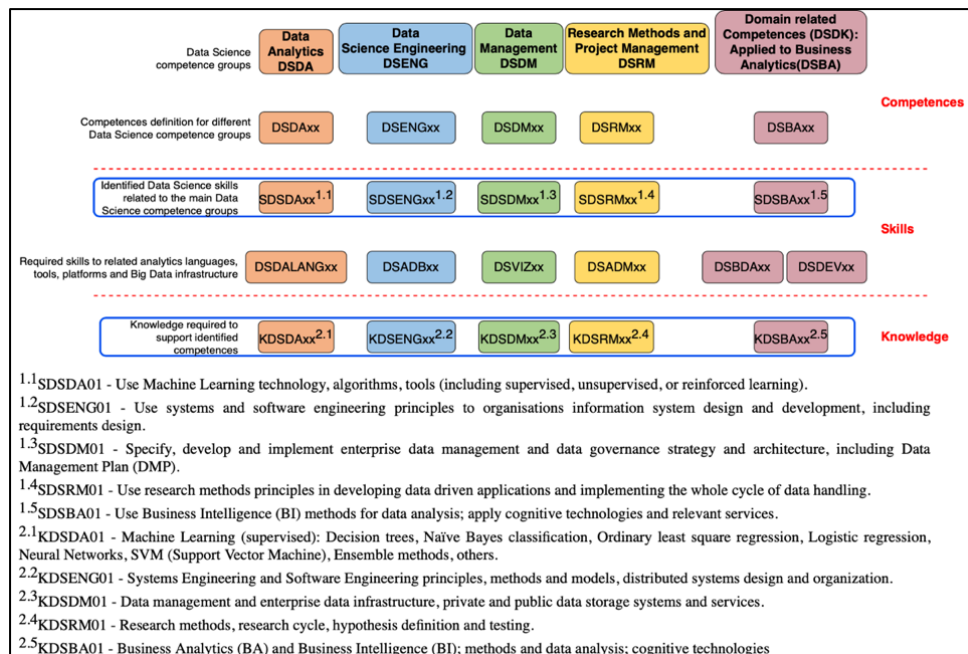 Data Science
competence groups
Data
Analytics
DSDA
Data
Science Engineering
DSENG
Data
Management
DSDM
Research Methods and
Project Management
DSRM
Domain related
Competences (DSDK):
Applied to Business
Analytics(DSBA)
Competences
Competences definition for different
Data Science competence groups
DSDAxx
DSENGxx
DSDMxx
DSRMxx
DSBAxx
Identified Data Science skills
related to the main Data
Science competence groups
SDSDAxx1.1
SDSENGxx1.2
SDSDMxx1.3
SDSRMxx1.4
SDSBAxx1.5
Skills
Required skills to related analytics languages,
tools, platforms and Big Data infrastructure
DSDALANGxx
DSADBxx
DSVIZxx
DSADMxx
DSBDAxx
DSDEVxx
Knowledge required to
support identified
competences
KDSDAxx2.1
KDSENGxx2.2
KDSDMxx2.3
KDSRMxx2.4
KDSBAxx2.5
Knowledge
1.1SDSDA01 - Use Machine Learning technology, algorithms, tools (including supervised, unsupervised, or reinforced learning).
1.2SDSENG01 - Use systems and software engineering principles to organisations information system design and development, including
requirements design.
1.3SDSDM01 - Specify, develop and implement enterprise data management and data governance strategy and architecture, including Data
Management Plan (DMP).
1.4SDSRM01 - Use research methods principles in developing data driven applications and implementing the whole cycle of data handling.
1.5SDSBA01 - Use Business Intelligence (BI) methods for data analysis; apply cognitive technologies and relevant services.
2.1KDSDA01 - Machine Learning (supervised): Decision trees, Naïve Bayes classification, Ordinary least square regression, Logistic regression,
Neural Networks, SVM (Support Vector Machine), Ensemble methods, others.
2.2KDSENG01 - Systems Engineering and Software Engineering principles, methods and models, distributed systems design and organization.
2.3KDSDM01 - Data management and enterprise data infrastructure, private and public data storage systems and services.
2.4KDSRM01 - Research methods, research cycle, hypothesis definition and testing.
2.5KDSBA01 - Business Analytics (BA) and Business Intelligence (BI); methods and data analysis; cognitive technologies